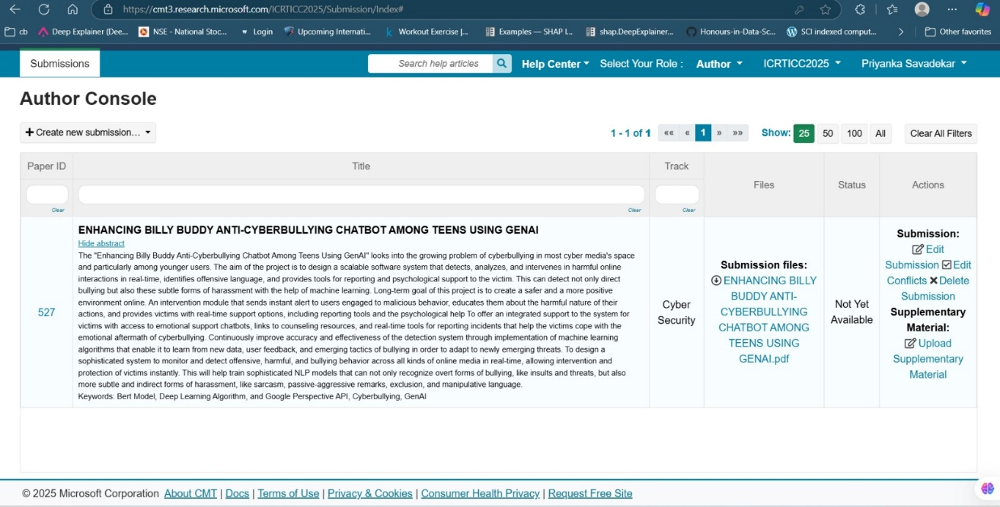 https://cmt3.research.microsoft.com/ICRTICC2025/Submission/Index#
cb
Deep Explainer (Dee...
NSE - National Stoc...
Login
Upcoming Internati...
Workout Exercise |...
Examples — SHAP l...
shap.DeepExplainer...
Honours-in-Data-Sc...
SCI indexed comput...
Other favorites
Submissions
Search help articles
Help Center
Select Your Role :
Author
ICRTICC2025
Priyanka Savadekar
Author Console
+ Create new submission...
1 - 1 of 1
«« « 1 » »»
Show: 25 50 100 All
Clear All Filters
Paper ID
Title
Track
Files
Status
Actions
Clear
Clear
Clear
527
ENHANCING BILLY BUDDY ANTI-CYBERBULLYING CHATBOT AMONG TEENS USING GENAI
Hide abstract
The "Enhancing Billy Buddy Anti-Cyberbullying Chatbot Among Teens Using GenAI" looks into the growing problem of cyberbullying in most cyber media's space
and particularly among younger users. The aim of the project is to design a scalable software system that detects, analyzes, and intervenes in harmful online
interactions in real-time, identifies offensive language, and provides tools for reporting and psychological support to the victim. This can detect not only direct
bullying but also these subtle forms of harassment with the help of machine learning. Long-term goal of this project is to create a safer and a more positive
environment online. An intervention module that sends instant alert to users engaged to malicious behavior, educates them about the harmful nature of their
actions, and provides victims with real-time support options, including reporting tools and the psychological help To offer an integrated support to the system for
victims with access to emotional support chatbots, links to counseling resources, and real-time tools for reporting incidents that help the victims cope with the
emotional aftermath of cyberbullying. Continuously improve accuracy and effectiveness of the detection system through implementation of machine learning
algorithms that enable it to learn from new data, user feedback, and emerging tactics of bullying in order to adapt to newly emerging threats. To design a
sophisticated system to monitor and detect offensive, harmful, and bullying behavior across all kinds of online media in real-time, allowing intervention and
protection of victims instantly. This will help train sophisticated NLP models that can not only recognize overt forms of bullying, like insults and threats, but also
more subtle and indirect forms of harassment, like sarcasm, passive-aggressive remarks, exclusion, and manipulative language.
Keywords: Bert Model, Deep Learning Algorithm, and Google Perspective API, Cyberbullying, GenAI
Cyber
Security
Submission files:
ENHANCING BILLY
BUDDY ANTI-
CYBERBULLYING
CHATBOT AMONG
TEENS USING
GENAI.pdf
Not Yet
Available
Submission:
Edit
Submission Edit
Conflicts Delete
Submission
Supplementary
Material:
Upload
Supplementary
Material
© 2025 Microsoft Corporation About CMT | Docs | Terms of Use | Privacy & Cookies | Consumer Health Privacy | Request Free Site